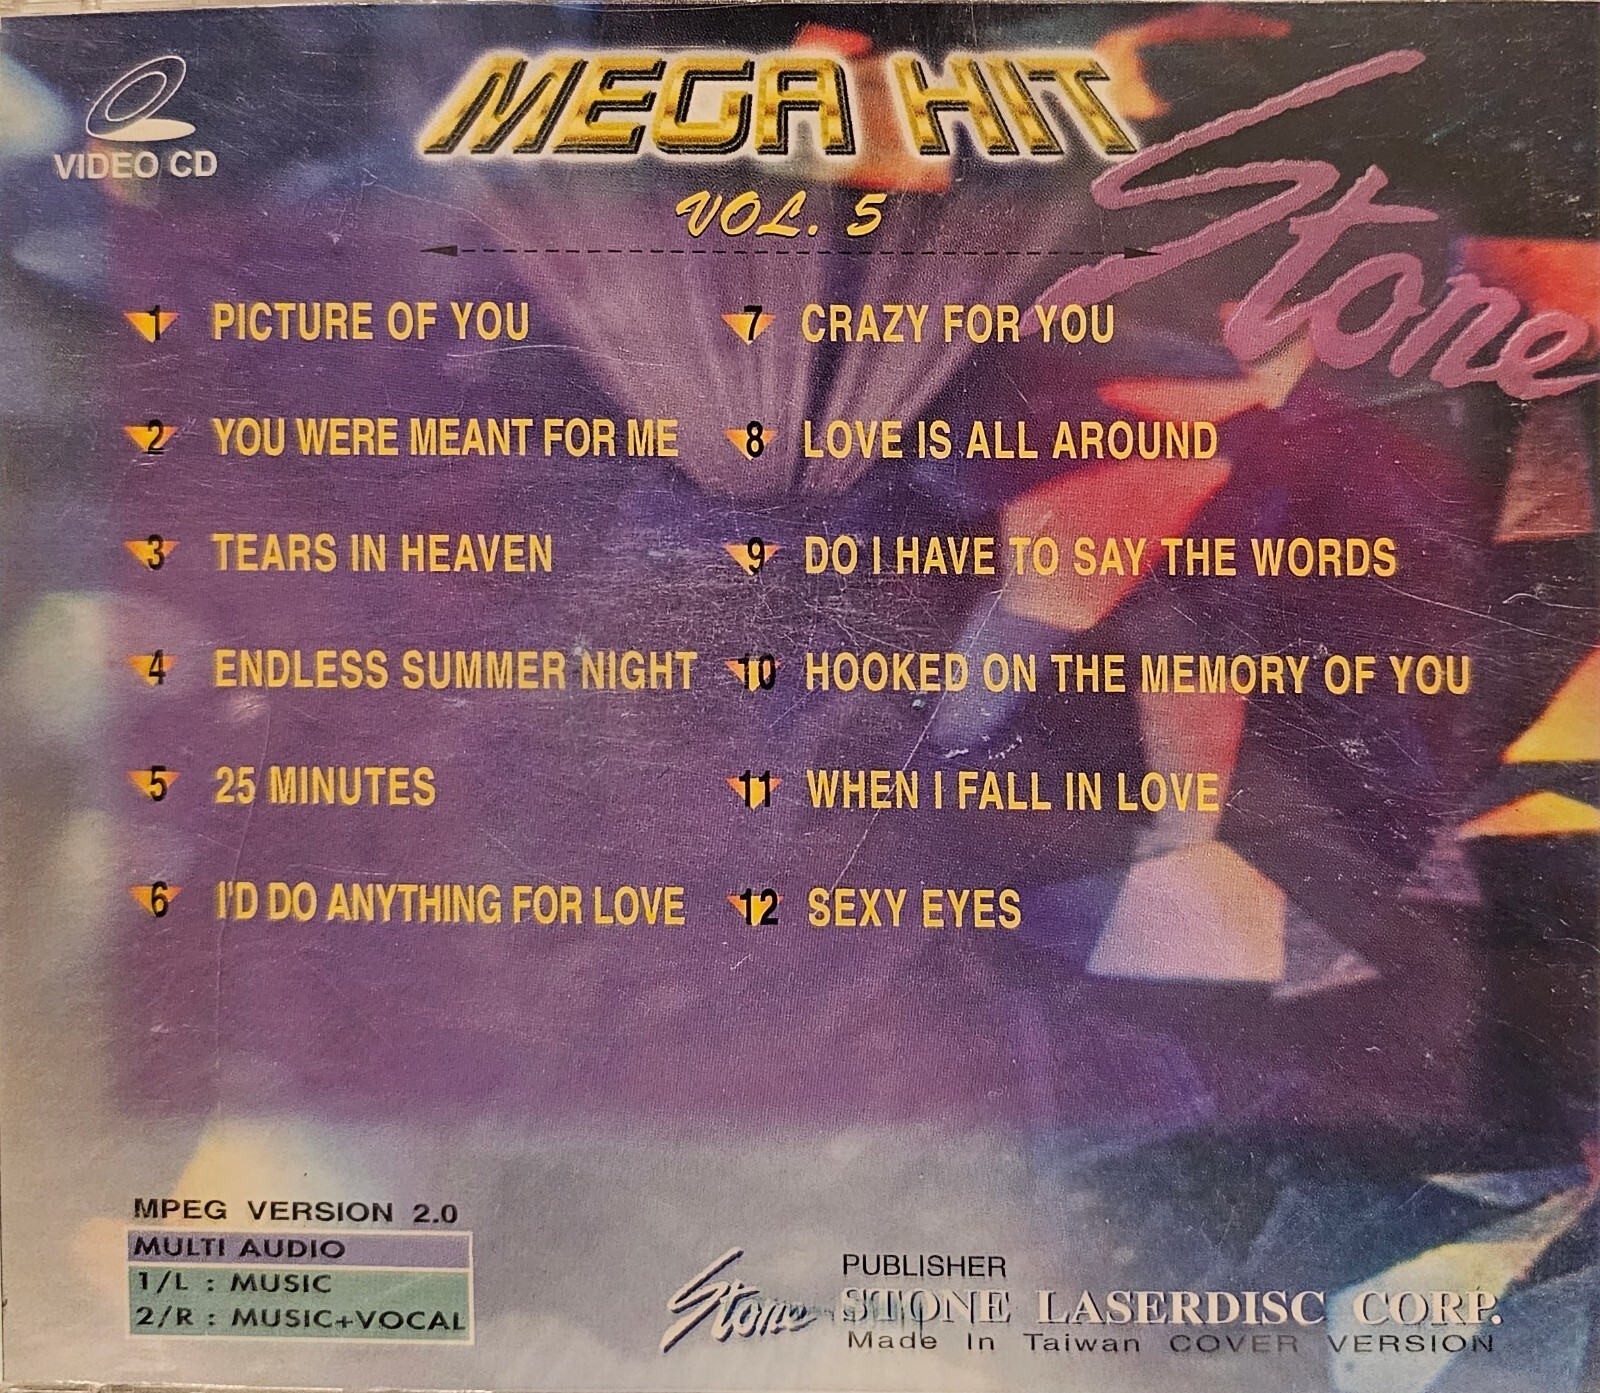 VIDEO CD
MEGA HIT
Stone
VOL. 5
1 PICTURE OF YOU
2 YOU WERE MEANT FOR ME
3 TEARS IN HEAVEN
4 ENDLESS SUMMER NIGHT
5 25 MINUTES
6 I'D DO ANYTHING FOR LOVE
7 CRAZY FOR YOU
8 LOVE IS ALL AROUND
9 DO I HAVE TO SAY THE WORDS
10 HOOKED ON THE MEMORY OF YOU
11 WHEN I FALL IN LOVE
12 SEXY EYES
MPEG VERSION 2.0
MULTI AUDIO
1/L : MUSIC
2/R : MUSIC+VOCAL
Stone
PUBLISHER
STONE LASERDISC CORP.
Made In Taiwan COVER VERSION